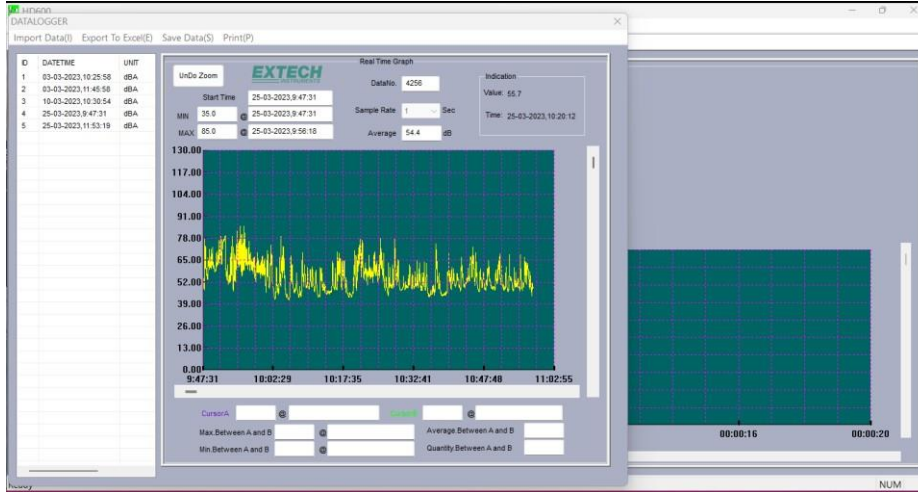 HD600
DATALOGGER
Import Data(I) Export To Excel(E) Save Data(S) Print(P)
ID DATETIME UNIT
1 03-03-2023,10:25:58 dBA
2 03-03-2023,11:45:58 dBA
3 10-03-2023,10:30:54 dBA
4 25-03-2023,9:47:31 dBA
5 25-03-2023,11:53:19 dBA
Real Time Graph
UnDo Zoom
EXTECH
INSTRUMENTS
DataNo. 4256
Indication
Value: 55.7
Time: 25-03-2023,10:20:12
Start Time 25-03-2023,9:47:31
MIN 35.0 @ 25-03-2023,9:47:31
Sample Rate 1 Sec
MAX 85.0 @ 25-03-2023,9:56:18
Average 54.4 dB
130.00
117.00
104.00
91.00
78.00
65.00
52.00
39.00
26.00
13.00
0.00
9:47:31 10:02:29 10:17:35 10:32:41 10:47:48 11:02:55
CursorA @ CursorB @
Max.Between A and B @ Average.Between A and B
Min.Between A and B @ Quantity.Between A and B
00:00:16 00:00:20
Ready
NUM